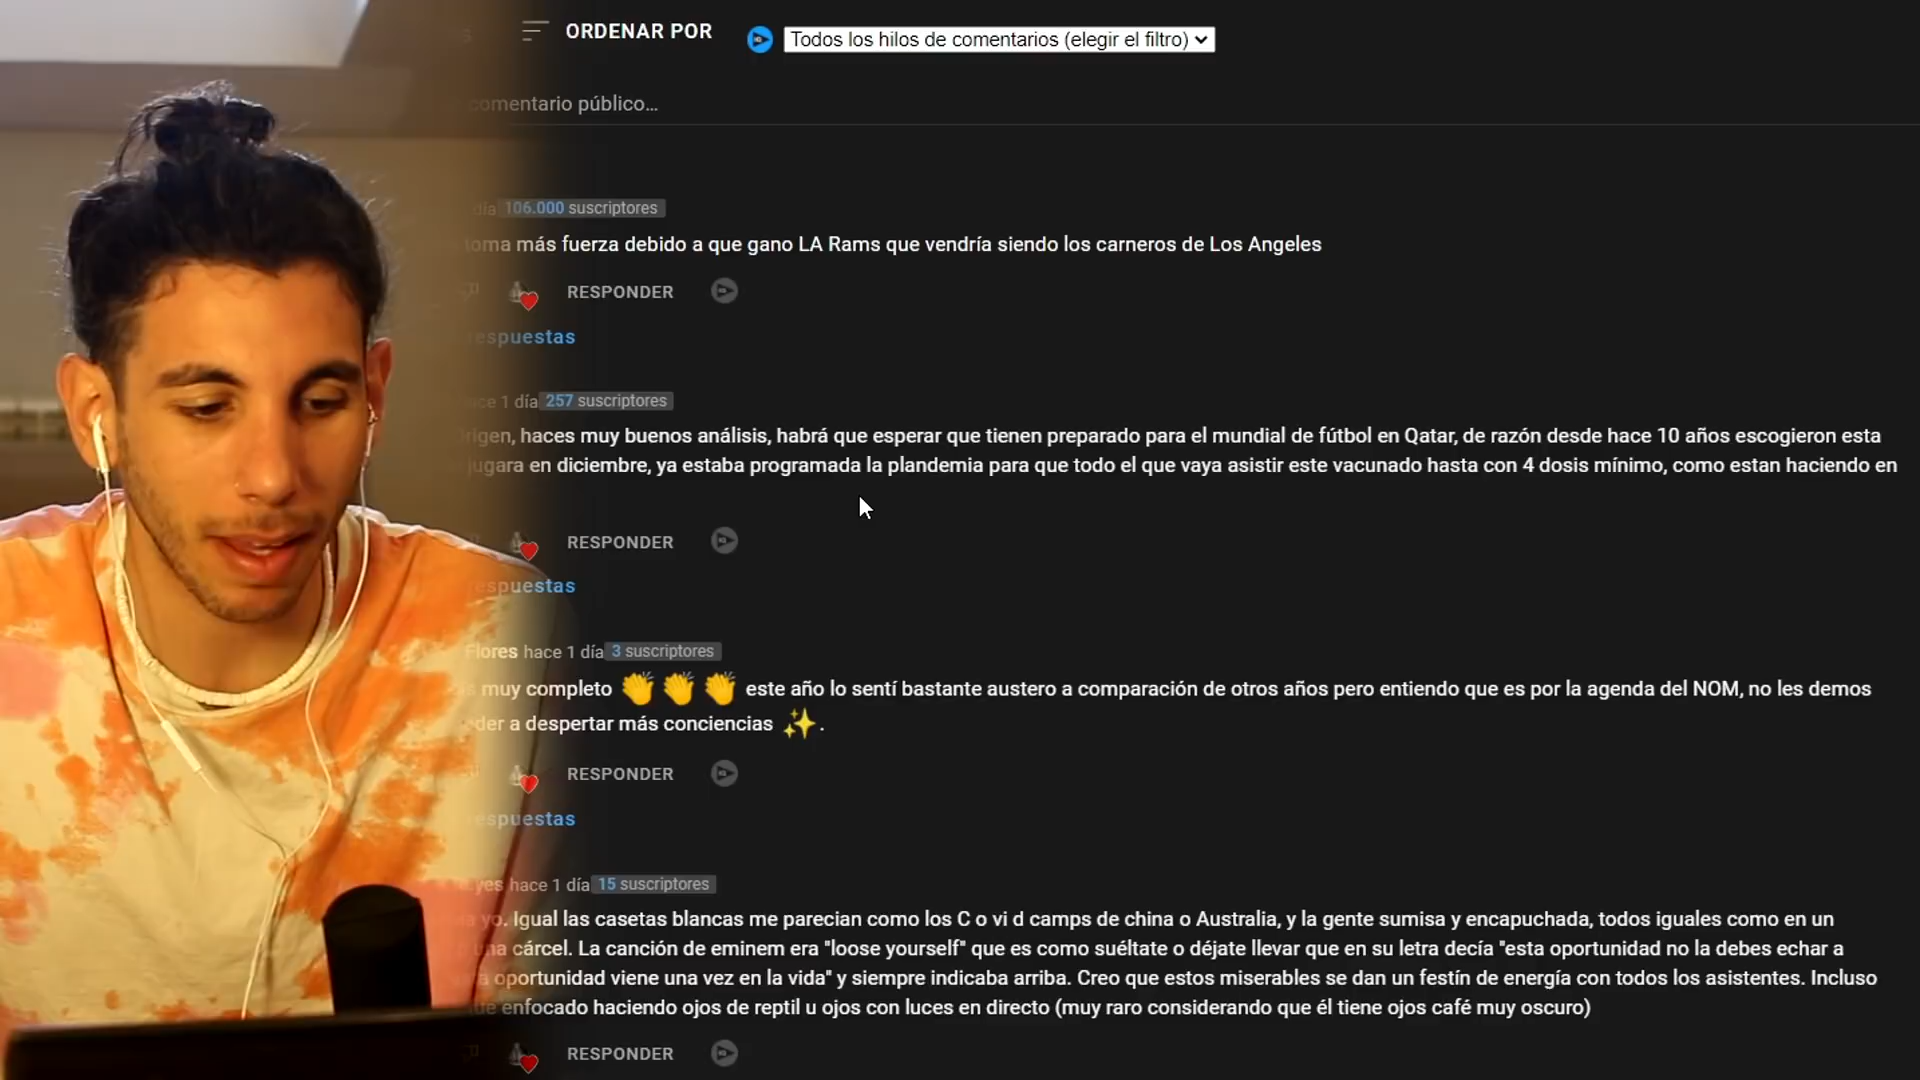 ORDENAR POR
Todos los hilos de comentarios (elegir el filtro)
comentario público...
día 106.000 suscriptores
toma más fuerza debido a que gano LA Rams que vendría siendo los carneros de Los Angeles
RESPONDER
respuestas
hace 1 día 257 suscriptores
haces muy buenos análisis, habrá que esperar que tienen preparado para el mundial de fútbol en Qatar, de razón desde hace 10 años escogieron esta
jugara en diciembre, ya estaba programada la plandemia para que todo el que vaya asistir este vacunado hasta con 4 dosis mínimo, como estan haciendo en
RESPONDER
respuestas
Flores hace 1 día 3 suscriptores
muy completo 👏 👏 👏 este año lo sentí bastante austero a comparación de otros años pero entiendo que es por la agenda del NOM, no les demos
a despertar más conciencias ✨.
RESPONDER
respuestas
hace 1 día 15 suscriptores
yo. Igual las casetas blancas me parecian como los C o vi d camps de china o Australia, y la gente sumisa y encapuchada, todos iguales como en un
cárcel. La canción de eminem era "loose yourself" que es como suéltate o déjate llevar que en su letra decía "esta oportunidad no la debes echar a
oportunidad viene una vez en la vida" y siempre indicaba arriba. Creo que estos miserables se dan un festín de energía con todos los asistentes. Incluso
enfocado haciendo ojos de reptil u ojos con luces en directo (muy raro considerando que él tiene ojos café muy oscuro)
RESPONDER